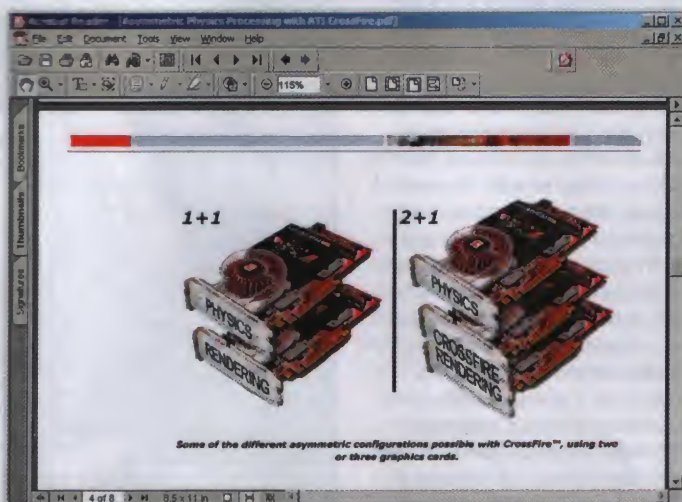 Acrobat Reader - [Asymmetric Physics Processing with ATI CrossFire.pdf]
File Edit Document Tools View Window Help
115%
Bookmarks
Thumbnails
Signatures
1+1
2+1
PHYSICS
+
RENDERING
PHYSICS
+
CROSSFIRE
RENDERING
Some of the different asymmetric configurations possible with CrossFire™, using two
or three graphics cards.
4 of 8 8.5 x 11 in